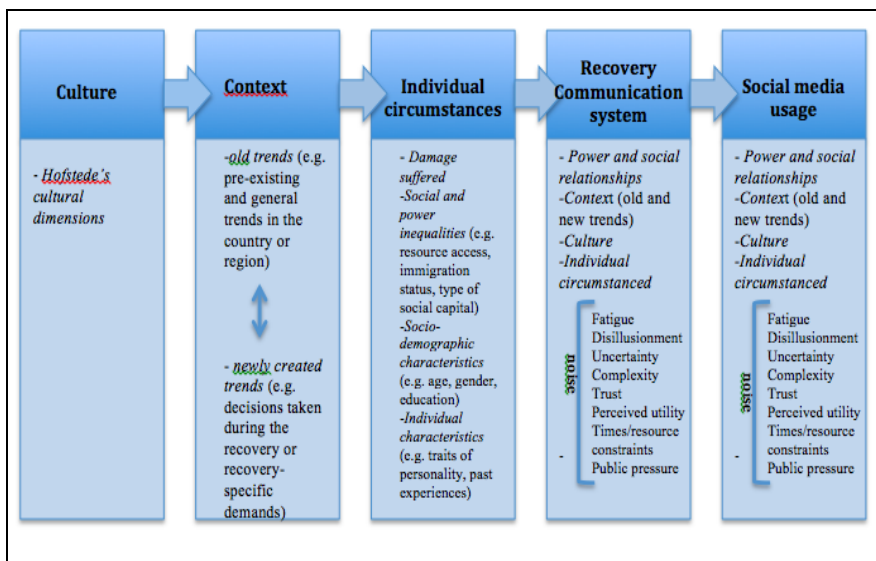 Culture
- Hofstede's
cultural
dimensions
Context
-old trends (e.g.
pre-existing
and general
trends in the
country or
region)
- newly created
trends (e.g.
decisions taken
during the
recovery or
recovery-
specific
demands)
Individual
circumstances
- Damage
suffered
-Social and
power
inequalities (e.g.
resource access,
immigration
status, type of
social capital)
-Socio-
demographic
characteristics
(e.g. age, gender,
education)
-Individual
characteristics
(e.g. traits of
personality, past
experiences)
Recovery
Communication
system
- Power and social
relationships
-Context (old and
new trends)
-Culture
-Individual
circumstanced
noise
Fatigue
Disillusionment
Uncertainty
Complexity
Trust
Perceived utility
Times/resource
constraints
- Public pressure
Social media
usage
- Power and social
relationships
-Context (old and
new trends)
-Culture
-Individual
circumstanced
noise
Fatigue
Disillusionment
Uncertainty
Complexity
Trust
Perceived utility
Times/resource
constraints
- Public pressure